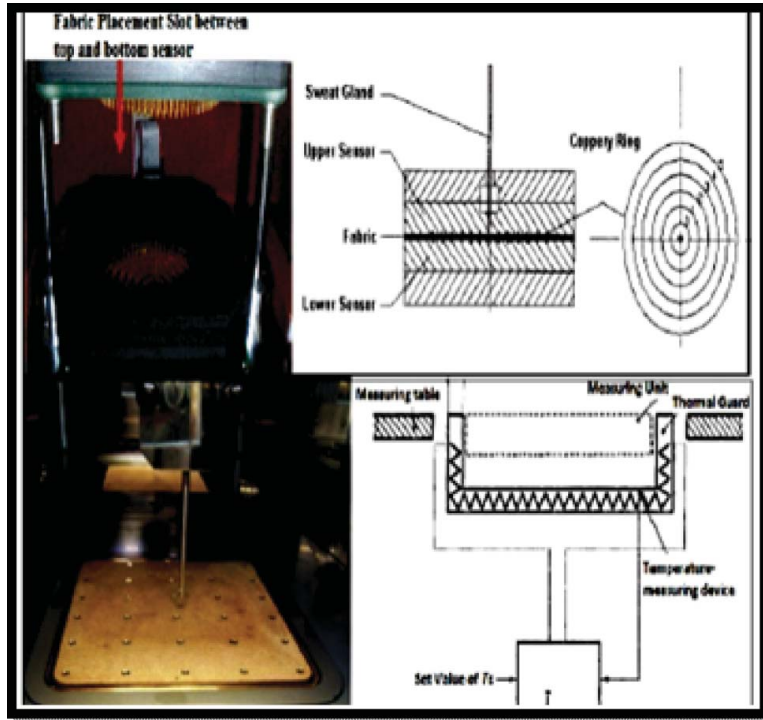 Fabric Placement Slot between
top and bottom sensor
Sweat Gland
Upper Sensor
Coppery Ring
Fabric
Lower Sensor
Measuring table
Measuring Unit
Thermal Guard
Temperature-
measuring device
Set Value of Ts